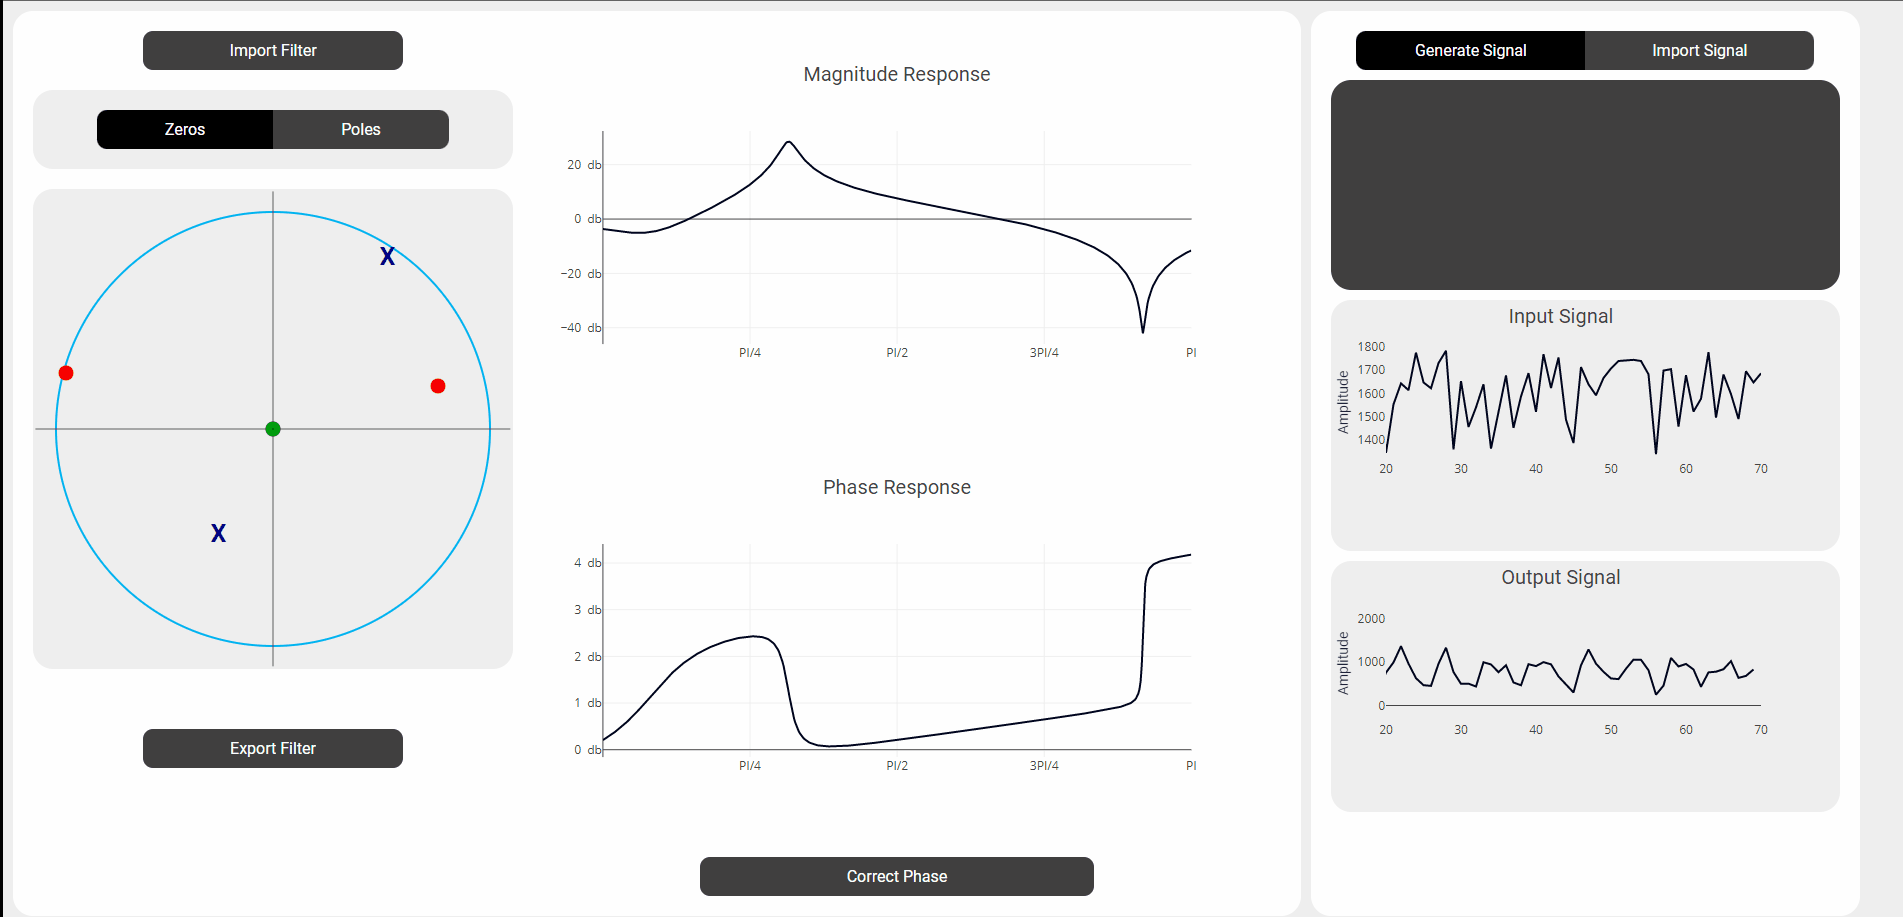 Import Filter
Zeros Poles
X
X
Export Filter
Magnitude Response
20 db
0 db
−20 db
−40 db
PI/4 PI/2 3PI/4 PI
Phase Response
4 db
3 db
2 db
1 db
0 db
PI/4 PI/2 3PI/4 PI
Correct Phase
Generate Signal Import Signal
Input Signal
Amplitude
1800
1700
1600
1500
1400
20 30 40 50 60 70
Output Signal
Amplitude
2000
1000
0
20 30 40 50 60 70